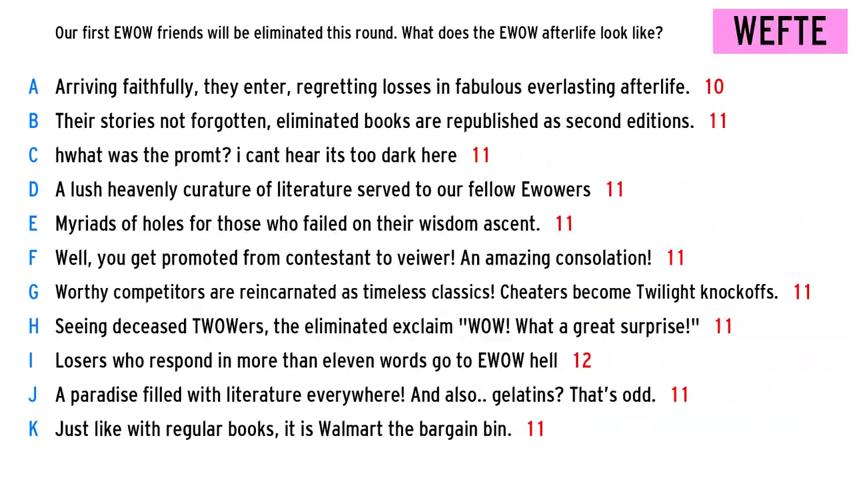 Our first EWOW friends will be eliminated this round. What does the EWOW afterlife look like?
WEFTE
A Arriving faithfully, they enter, regretting losses in fabulous everlasting afterlife. 10
B Their stories not forgotten, eliminated books are republished as second editions. 11
C hwhat was the promt? i cant hear its too dark here 11
D A lush heavenly curature of literature served to our fellow Ewowers 11
E Myriads of holes for those who failed on their wisdom ascent. 11
F Well, you get promoted from contestant to veiwer! An amazing consolation! 11
G Worthy competitors are reincarnated as timeless classics! Cheaters become Twilight knockoffs. 11
H Seeing deceased TWOWers, the eliminated exclaim "WOW! What a great surprise!" 11
I Losers who respond in more than eleven words go to EWOW hell 12
J A paradise filled with literature everywhere! And also.. gelatins? That's odd. 11
K Just like with regular books, it is Walmart the bargain bin. 11